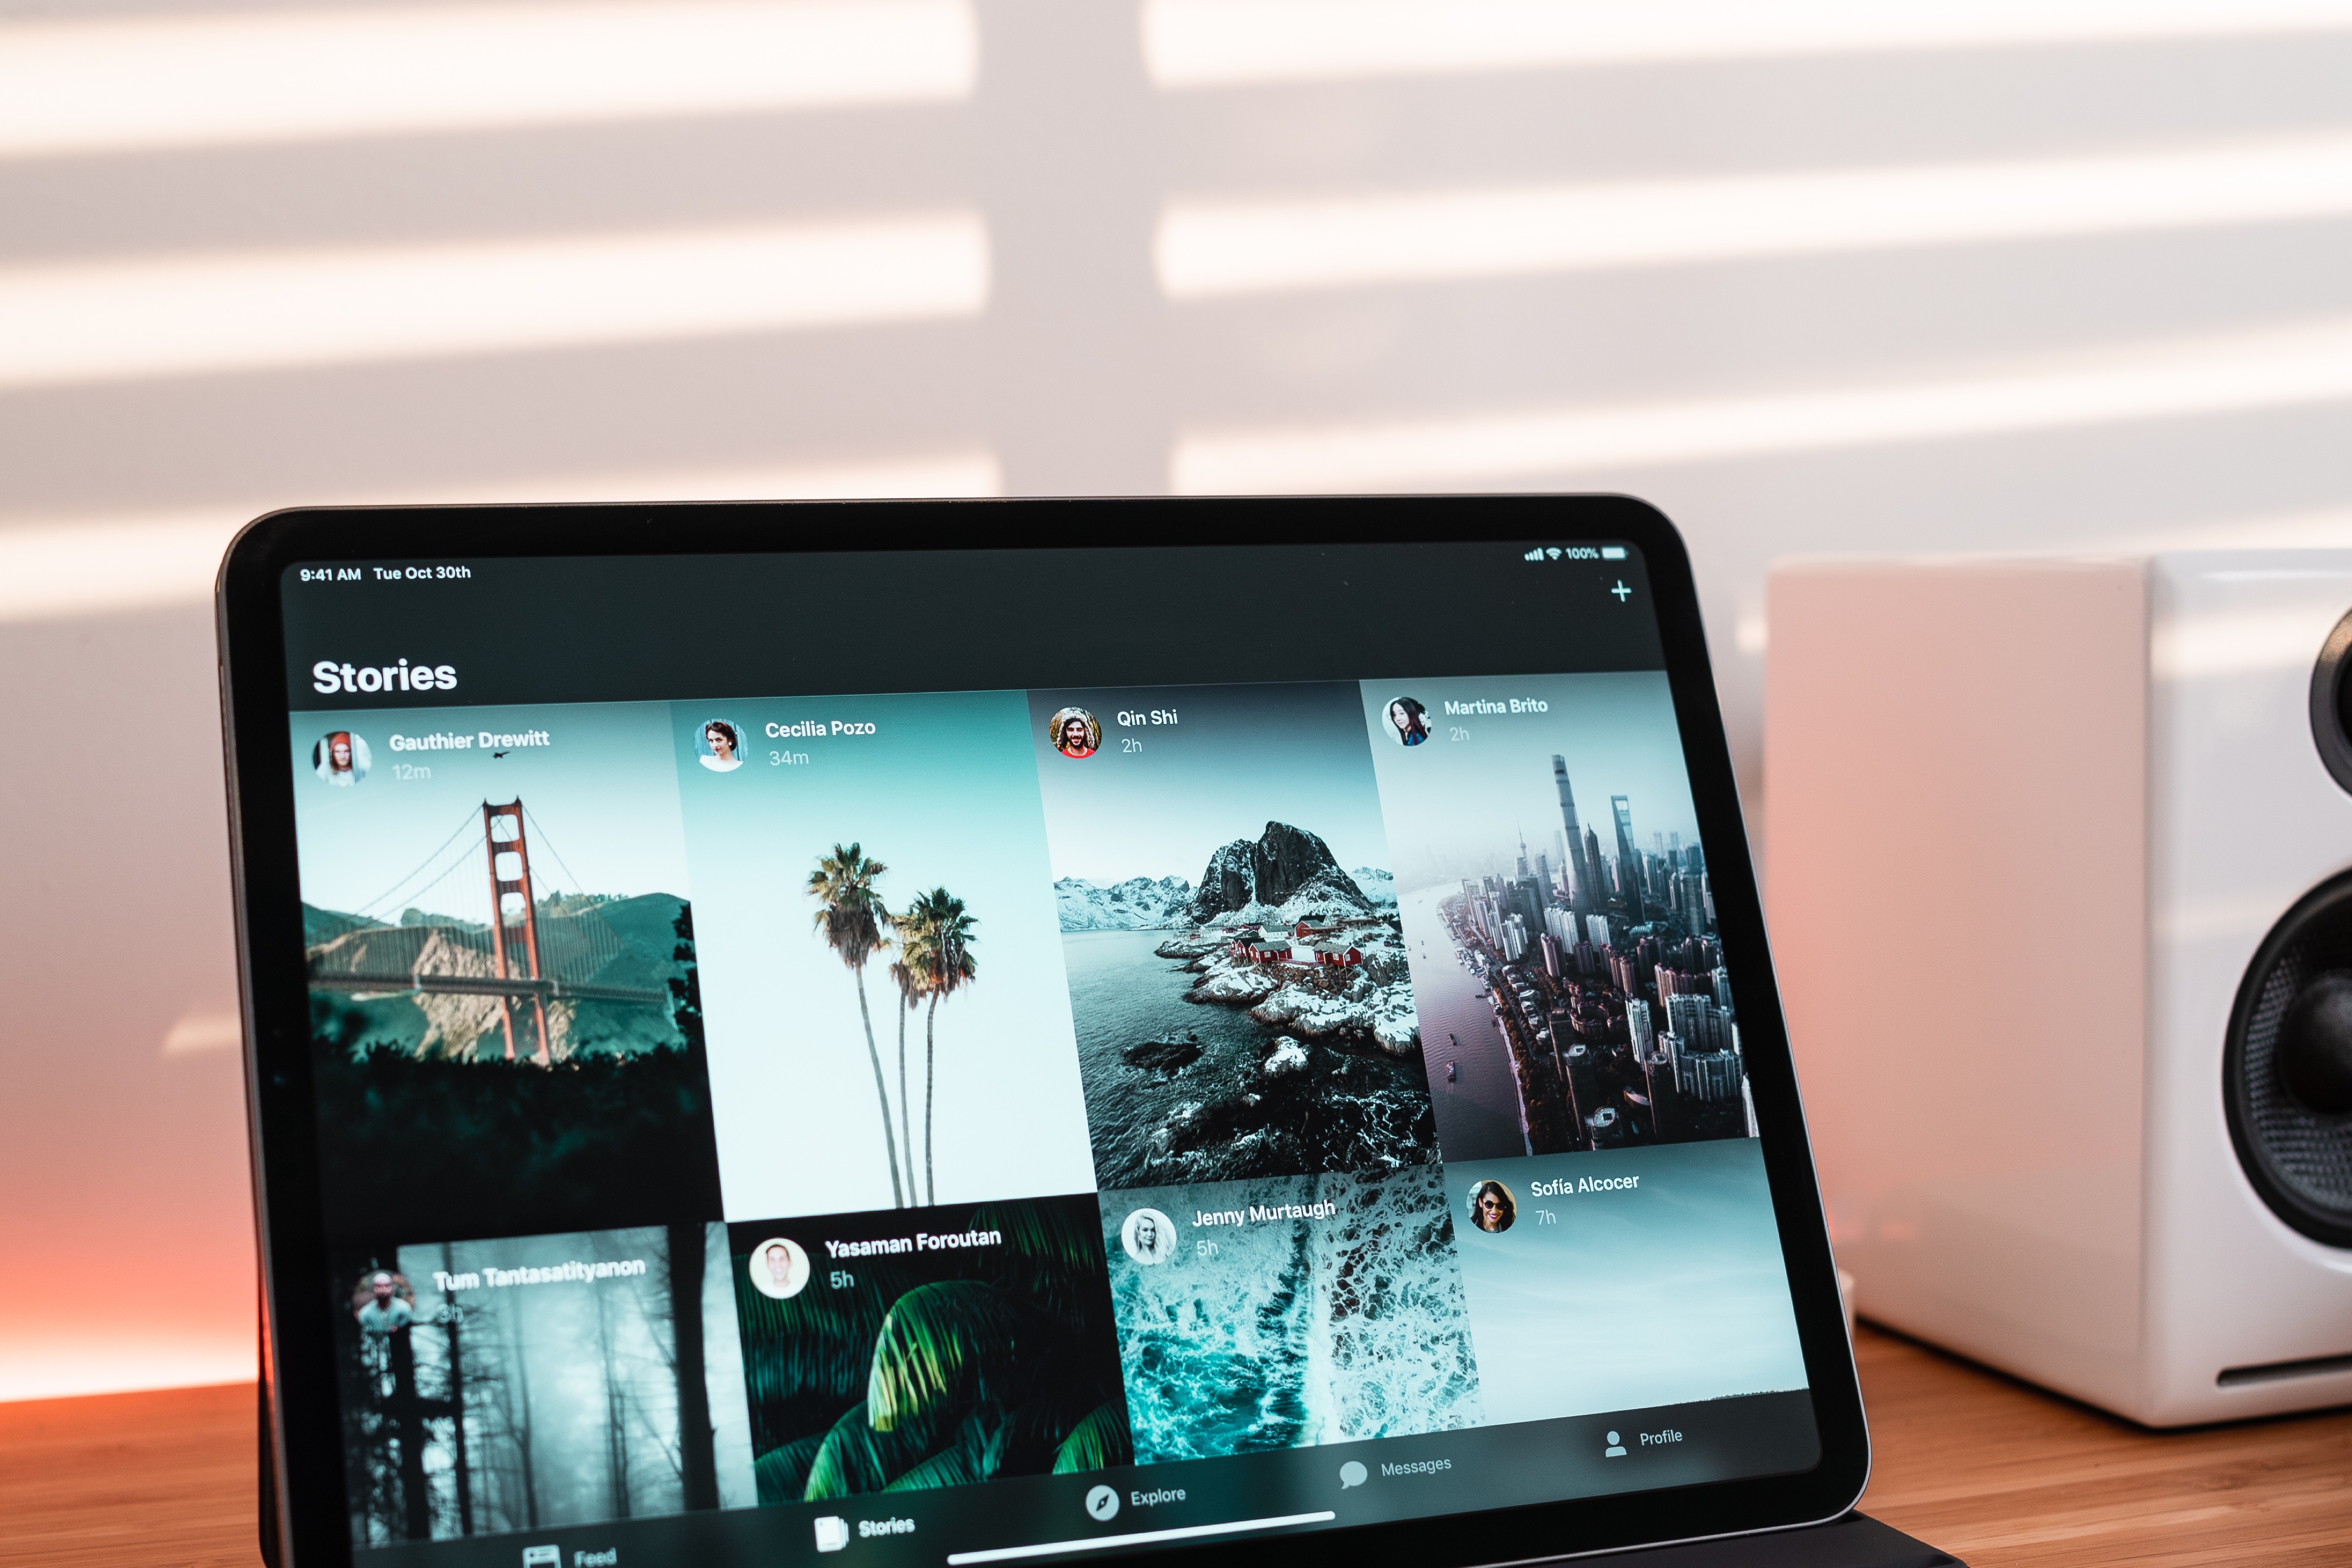 9:41 AM Tue Oct 30th
100%
Stories
Gauthier Drewitt
12m
Cecilia Pozo
34m
Qin Shi
2h
Martina Brito
2h
Tum Tantasatityanon
3h
Yasaman Foroutan
5h
Jenny Murtaugh
5h
Sofía Alcocer
7h
Feed
Stories
Explore
Messages
Profile